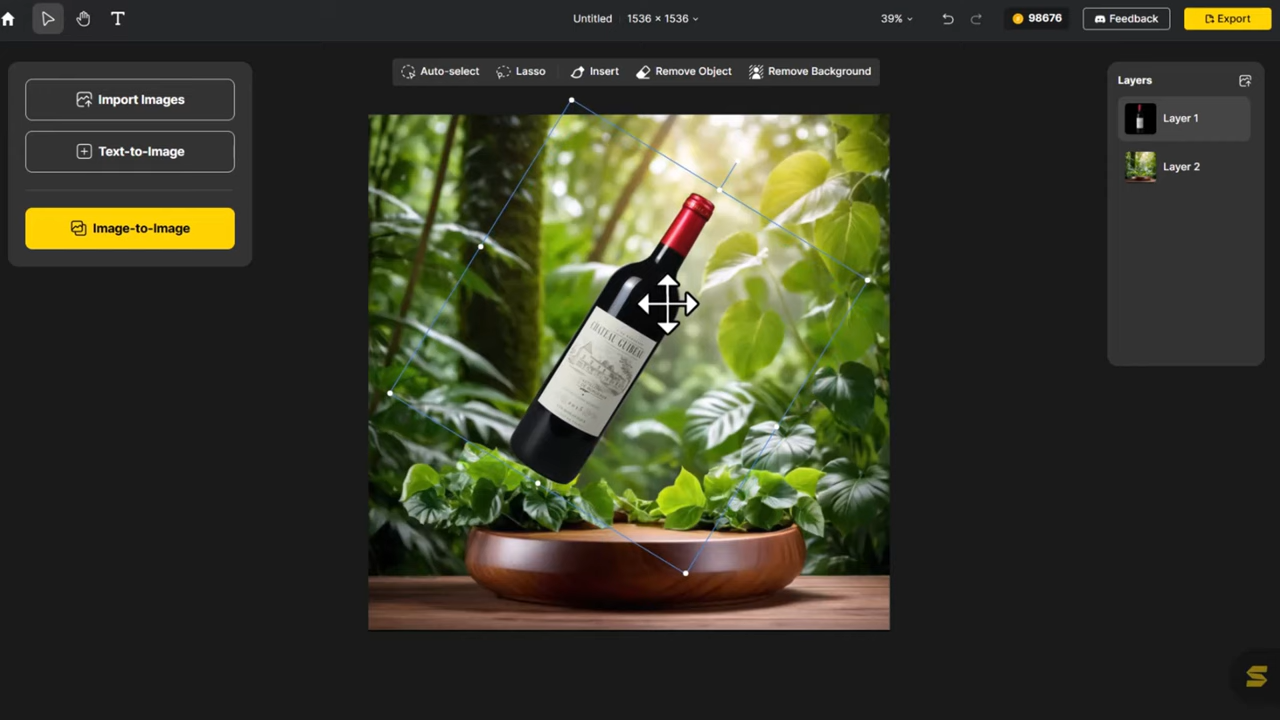 Untitled 1536 × 1536
39%
98676
Feedback
Export
Auto-select
Lasso
Insert
Remove Object
Remove Background
Import Images
Text-to-Image
Image-to-Image
Layers
Layer 1
Layer 2
CHATEAU